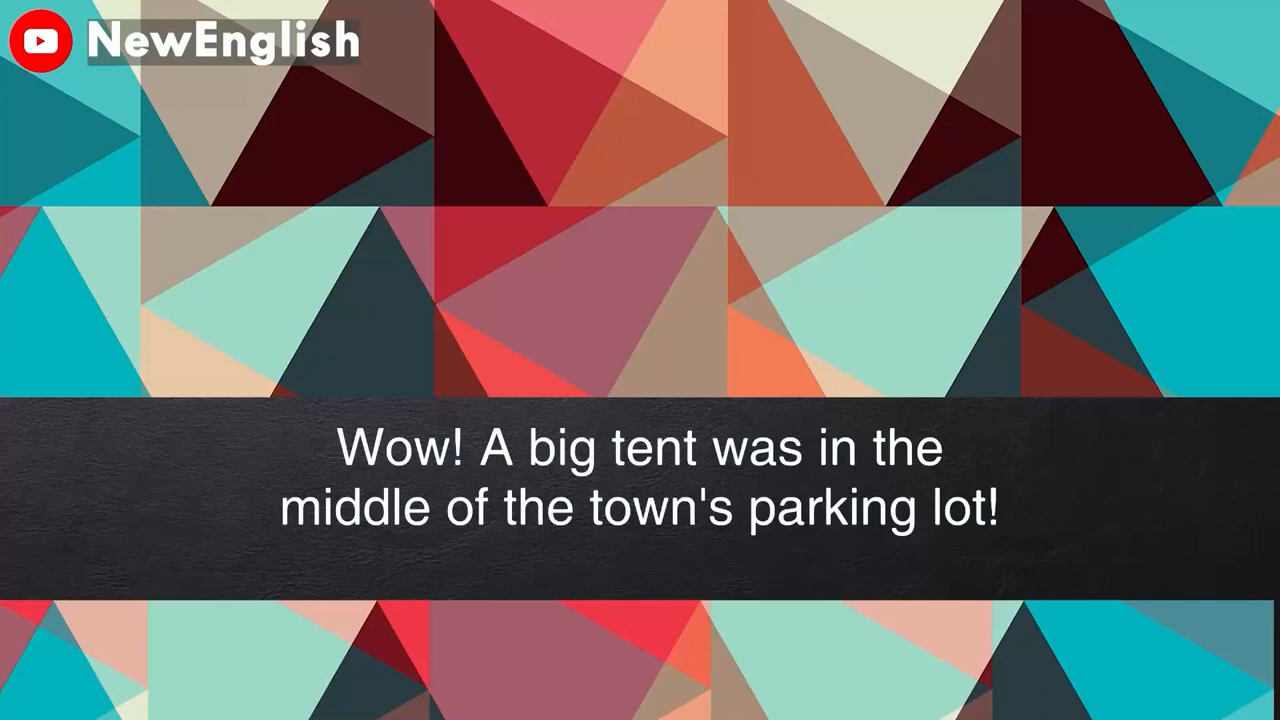 NewEnglish
Wow! A big tent was in the
middle of the town's parking lot!